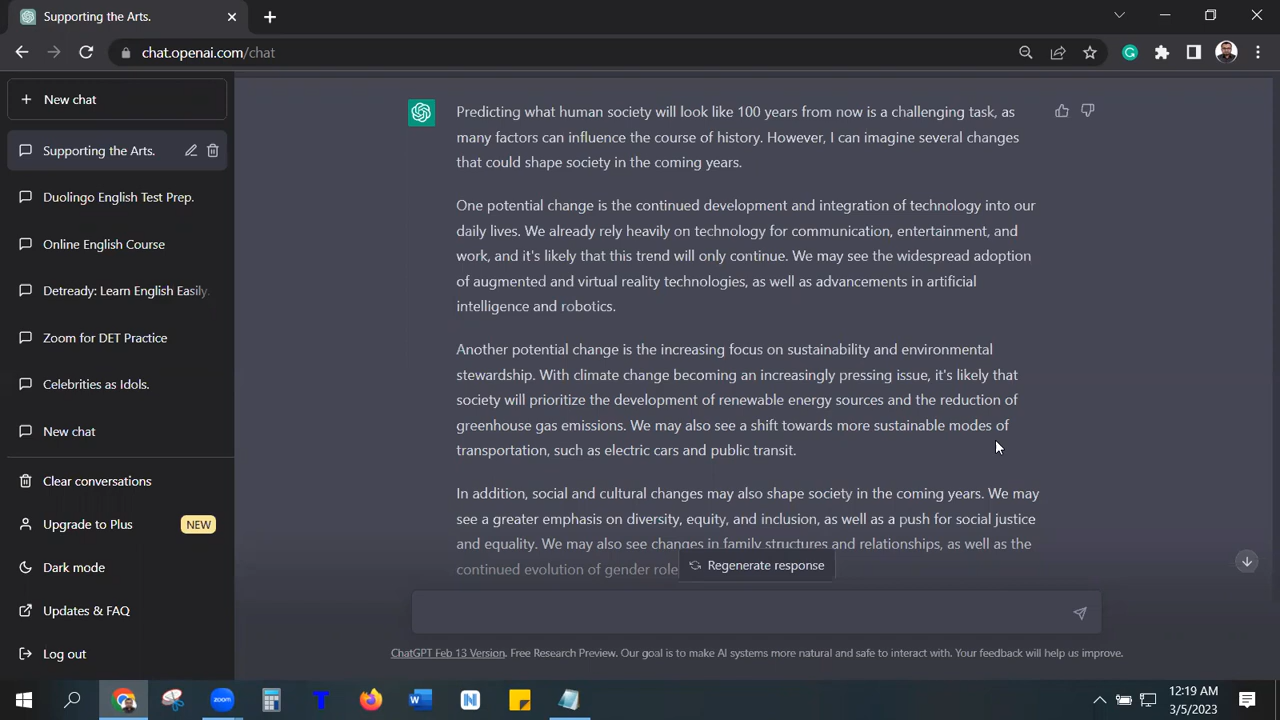 Supporting the Arts.
chat.openai.com/chat
New chat
Supporting the Arts.
Duolingo English Test Prep.
Online English Course
Detready: Learn English Easily.
Zoom for DET Practice
Celebrities as Idols.
New chat
Clear conversations
Upgrade to Plus NEW
Dark mode
Updates & FAQ
Log out
Predicting what human society will look like 100 years from now is a challenging task, as
many factors can influence the course of history. However, I can imagine several changes
that could shape society in the coming years.
One potential change is the continued development and integration of technology into our
daily lives. We already rely heavily on technology for communication, entertainment, and
work, and it's likely that this trend will only continue. We may see the widespread adoption
of augmented and virtual reality technologies, as well as advancements in artificial
intelligence and robotics.
Another potential change is the increasing focus on sustainability and environmental
stewardship. With climate change becoming an increasingly pressing issue, it's likely that
society will prioritize the development of renewable energy sources and the reduction of
greenhouse gas emissions. We may also see a shift towards more sustainable modes of
transportation, such as electric cars and public transit.
In addition, social and cultural changes may also shape society in the coming years. We may
see a greater emphasis on diversity, equity, and inclusion, as well as a push for social justice
and equality. We may also see changes in family structures and relationships, as well as the
continued evolution of gender role
Regenerate response
ChatGPT Feb 13 Version. Free Research Preview. Our goal is to make AI systems more natural and safe to interact with. Your feedback will help us improve.
12:19 AM
3/5/2023